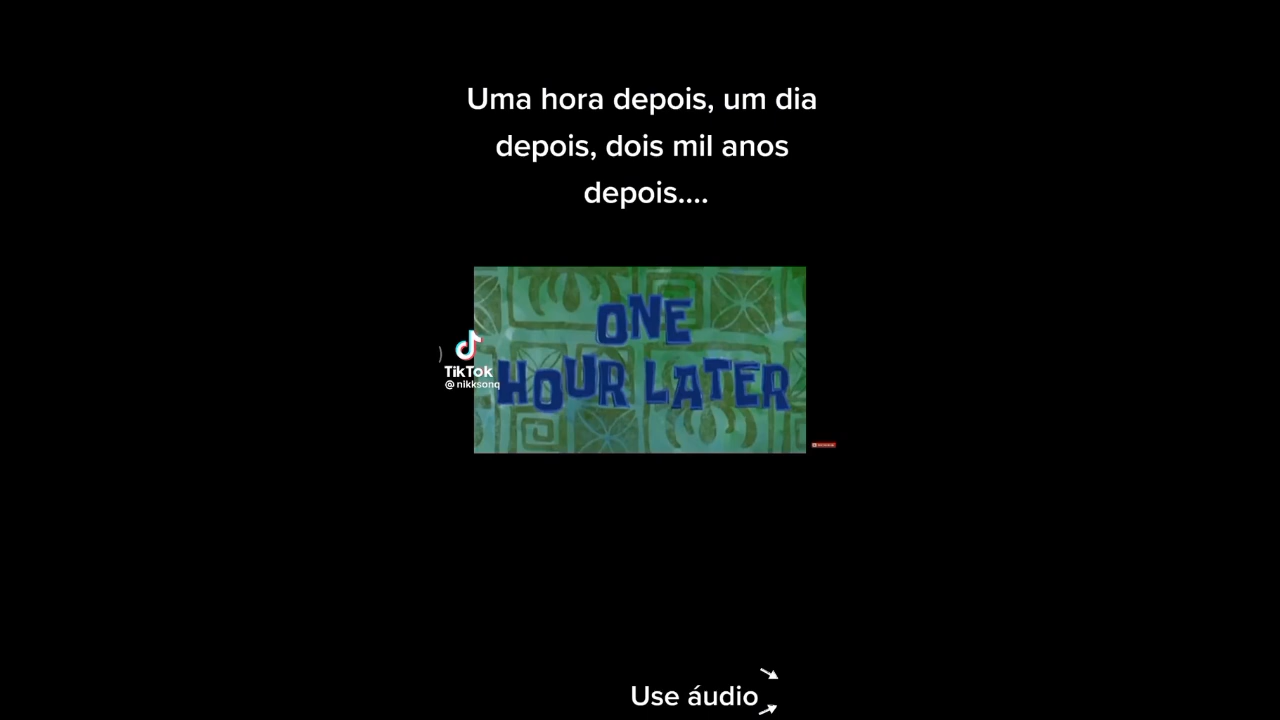 Uma hora depois, um dia
depois, dois mil anos
depois....
ONE
HOUR LATER
TikTok
@nikksonq
Use áudio